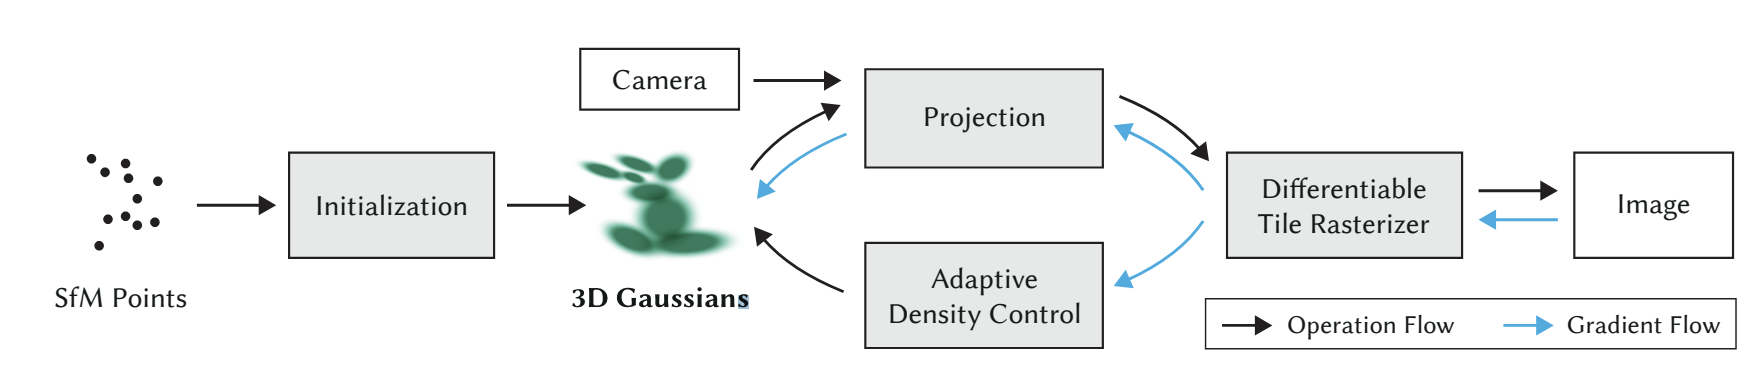 Camera
Projection
Initialization
Differentiable
Tile Rasterizer
Image
SfM Points
3D Gaussians
Adaptive
Density Control
Operation Flow
Gradient Flow